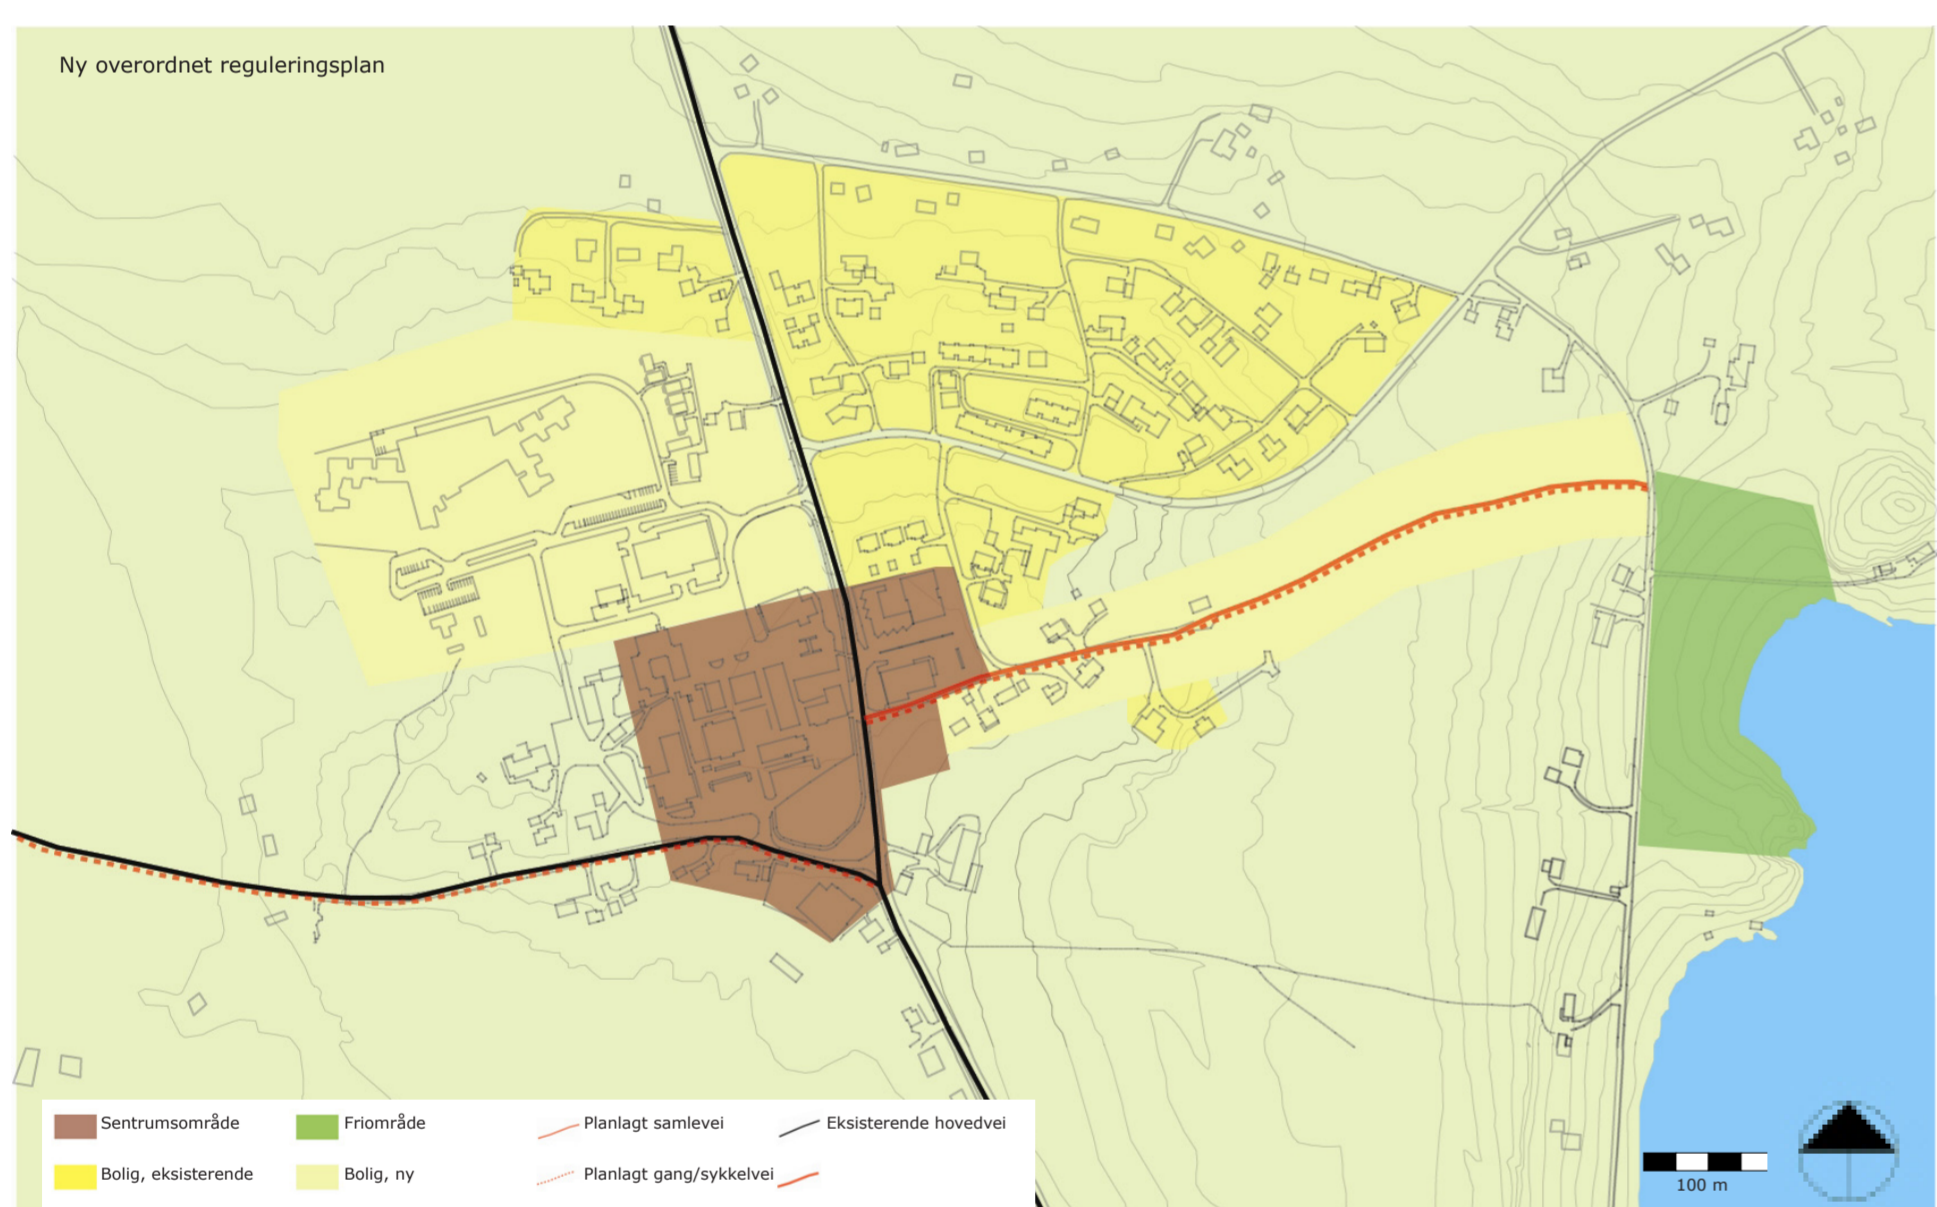 Ny overordnet reguleringsplan
Sentrumsområde
Friområde
Planlagt samlevei
Eksisterende hovedvei
Bolig, eksisterende
Bolig, ny
Planlagt gang/sykkelvei
100 m